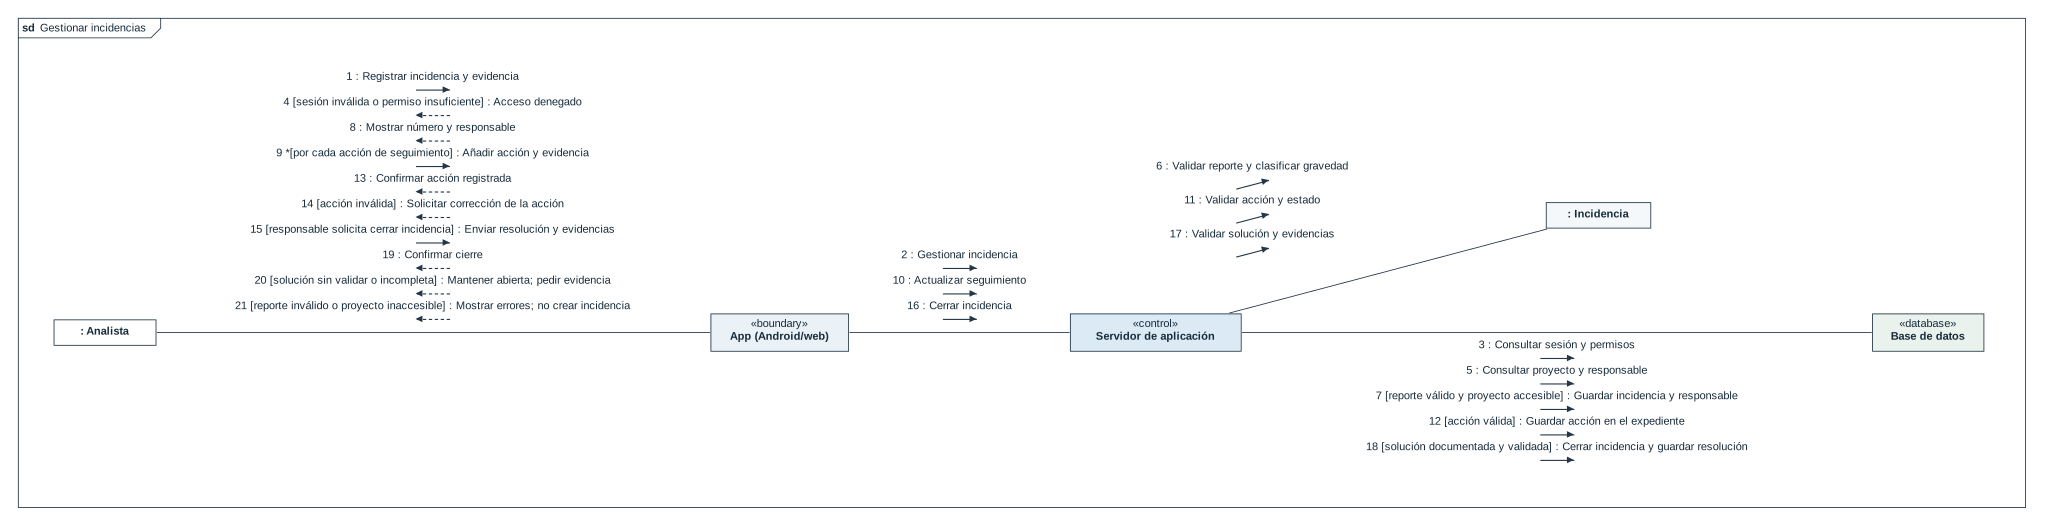 sd Gestionar incidencias
1 : Registrar incidencia y evidencia
4 [sesión inválida o permiso insuficiente] : Acceso denegado
8 : Mostrar número y responsable
9 *[por cada acción de seguimiento] : Añadir acción y evidencia
13 : Confirmar acción registrada
14 [acción inválida] : Solicitar corrección de la acción
15 [responsable solicita cerrar incidencia] : Enviar resolución y evidencias
19 : Confirmar cierre
20 [solución sin validar o incompleta] : Mantener abierta; pedir evidencia
21 [reporte inválido o proyecto inaccesible] : Mostrar errores; no crear incidencia
: Analista
«boundary»
App (Android/web)
2 : Gestionar incidencia
10 : Actualizar seguimiento
16 : Cerrar incidencia
«control»
Servidor de aplicación
6 : Validar reporte y clasificar gravedad
11 : Validar acción y estado
17 : Validar solución y evidencias
: Incidencia
«database»
Base de datos
3 : Consultar sesión y permisos
5 : Consultar proyecto y responsable
7 [reporte válido y proyecto accesible] : Guardar incidencia y responsable
12 [acción válida] : Guardar acción en el expediente
18 [solución documentada y validada] : Cerrar incidencia y guardar resolución